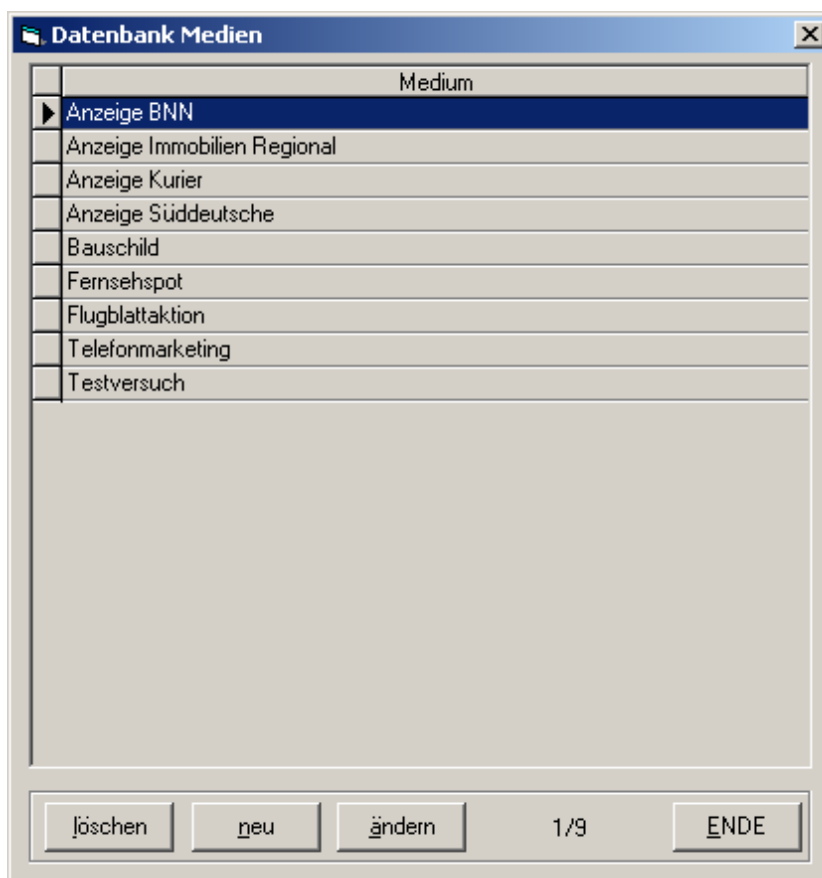 Datenbank Medien
Medium
Anzeige BNN
Anzeige Immobilien Regional
Anzeige Kurier
Anzeige Süddeutsche
Bauschild
Fernsehspot
Flugblattaktion
Telefonmarketing
Testversuch
löschen neu ändern 1/9 ENDE